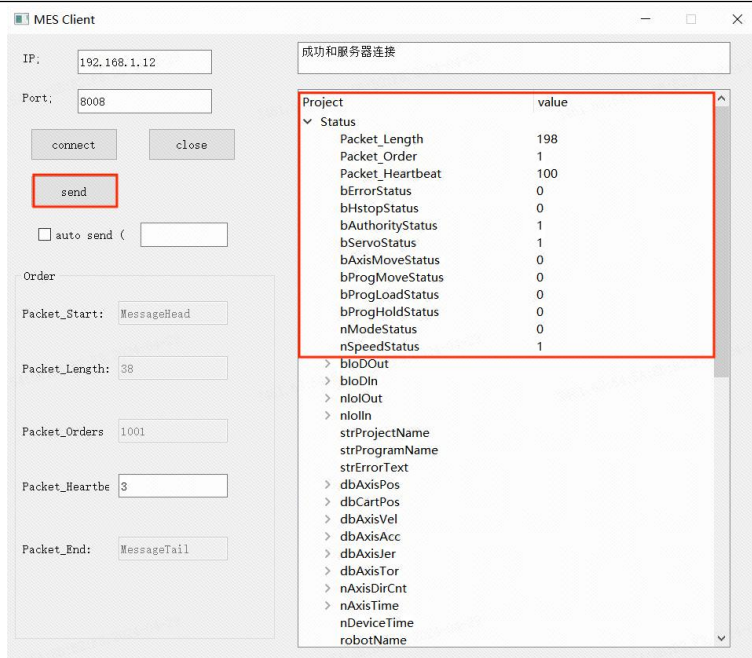 MES Client
IP;
192.168.1.12
Port;
8008
connect
close
send
auto send (
Order
Packet_Start:
MessageHead
Packet_Length:
38
Packet_Orders
1001
Packet_Heartbe
3
Packet_End:
MessageTail
成功和服务器连接
Project value
Status
Packet_Length 198
Packet_Order 1
Packet_Heartbeat 100
bErrorStatus 0
bHstopStatus 0
bAuthorityStatus 1
bServoStatus 1
bAxisMoveStatus 0
bProgMoveStatus 0
bProgLoadStatus 0
bProgHoldStatus 0
nModeStatus 0
nSpeedStatus 1
bIoDOut
bIoDIn
nIoIOut
nIoIIn
strProjectName
strProgramName
strErrorText
dbAxisPos
dbCartPos
dbAxisVel
dbAxisAcc
dbAxisJer
dbAxisTor
nAxisDirCnt
nAxisTime
nDeviceTime
robotName